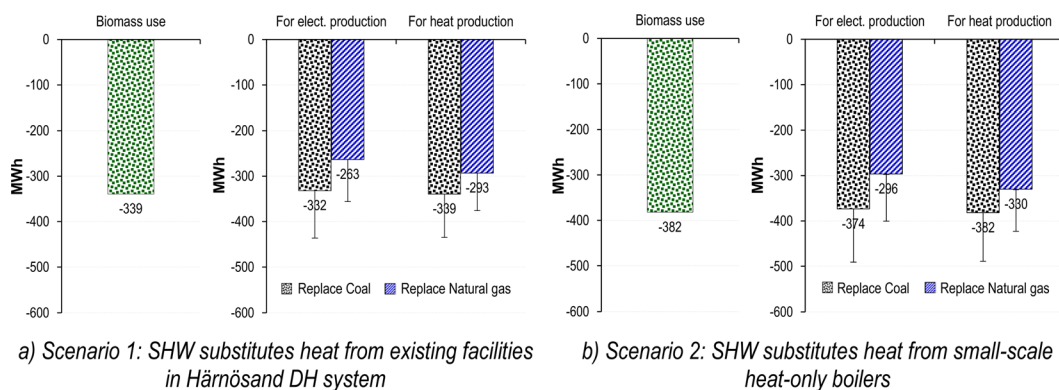 Biomass use
For elect. production
For heat production
0
-100
-200
-300
-400
-500
-600
MWh
-339
0
-100
-200
-300
-400
-500
-600
MWh
-332
-263
-339
-293
Replace Coal
Replace Natural gas
a) Scenario 1: SHW substitutes heat from existing facilities
in Härnösand DH system
Biomass use
For elect. production
For heat production
0
-100
-200
-300
-400
-500
-600
MWh
-382
0
-100
-200
-300
-400
-500
-600
MWh
-374
-296
-382
-330
Replace Coal
Replace Natural gas
b) Scenario 2: SHW substitutes heat from small-scale
heat-only boilers